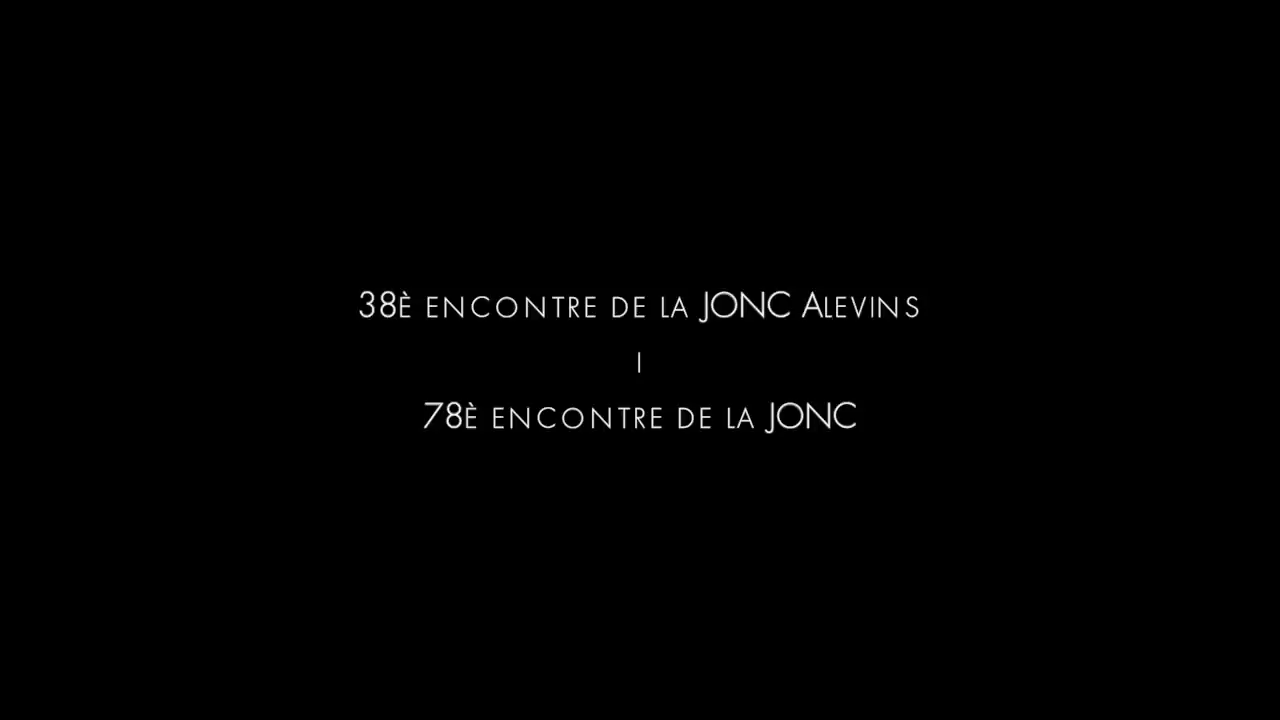 38È ENCONTRE DE LA JONC ALEVINS
I
78È ENCONTRE DE LA JONC